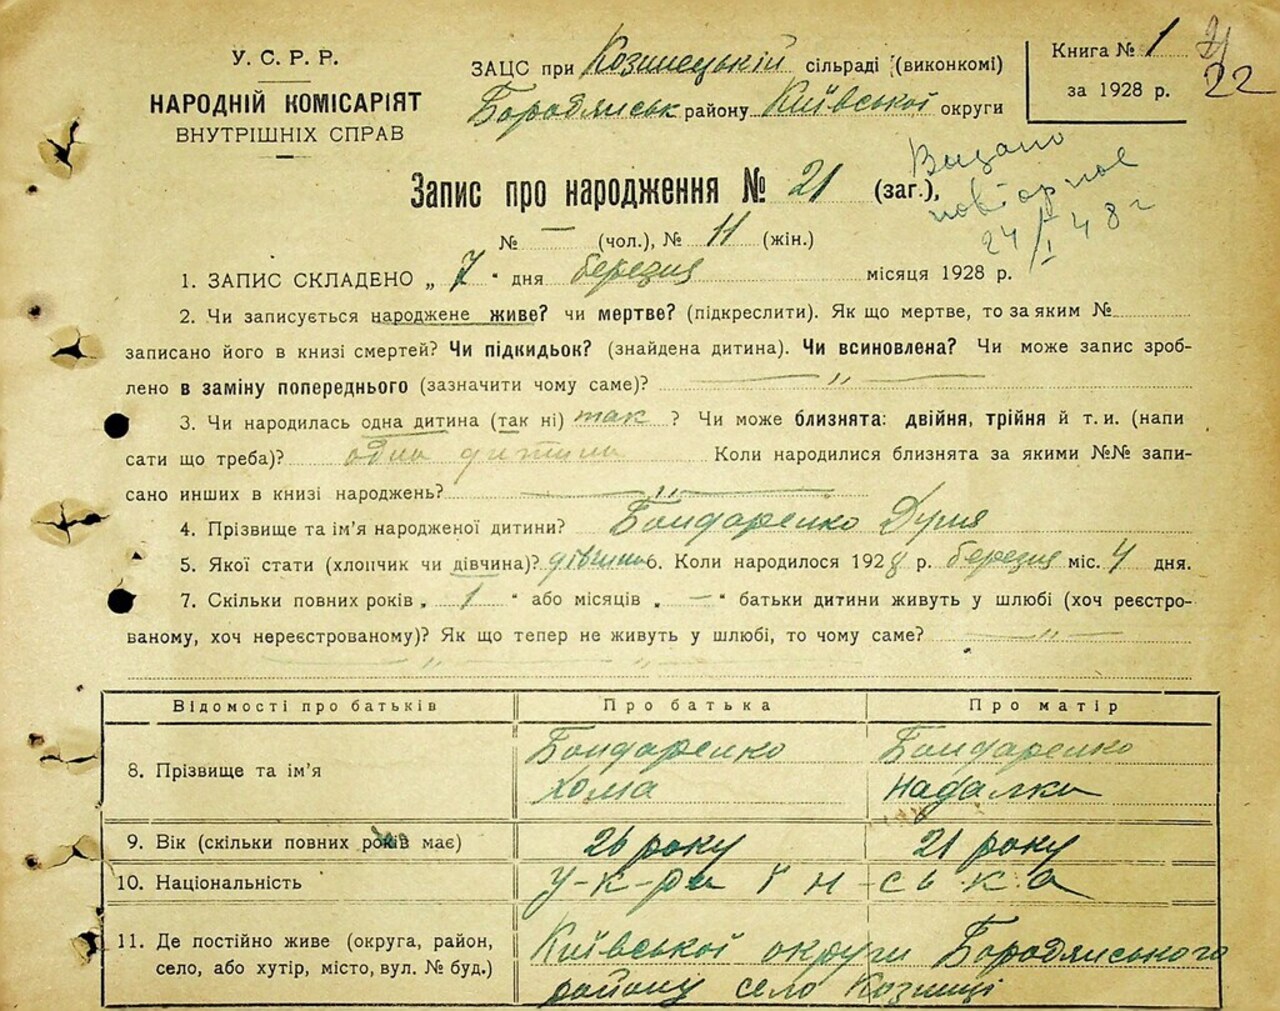 У. С. Р. Р.
НАРОДНІЙ КОМІСАРІЯТ
ВНУТРІШНІХ СПРАВ
ЗАЦС при Козинецькій сільраді (виконкомі)
Бородянськ району Київської округи
Книга № 1
за 1928 р.
22
Видано
повторное
24/I 48 г
Запис про народження № 21 (заг.),
№ — (чол.), № 11 (жін.)
1. ЗАПИС СКЛАДЕНО „ 7 “ дня березня місяця 1928 р.
2. Чи записується народжене живе? чи мертве? (підкреслити). Як що мертве, то за яким №
записано його в книзі смертей? Чи підкидьок? (знайдена дитина). Чи всиновлена? Чи може запис зроб-
лено в заміну попереднього (зазначити чому саме)? — „ —
3. Чи народилась одна дитина (так ні) так ? Чи може близнята: двійня, трійня й т. и. (напи
сати що треба)? одна дитина Коли народилися близнята за якими №№ запи-
сано инших в книзі народжень? — „ —
4. Прізвище та ім’я народженої дитини? Бондаренко
5. Якої стати (хлопчик чи дівчина)? дівчина 6. Коли народилося 1928 р. березня міс. 4 дня.
7. Скільки повних років „ 1 “ або місяців „ — “ батьки дитини живуть у шлюбі (хоч реєстро-
ваному, хоч нереєстрованому)? Як що тепер не живуть у шлюбі, то чому саме? — „ —
— „ — „ —
Відомості про батьків Про батька Про матір
8. Прізвище та ім’я Бондаренко Хома Бондаренко Надалка
9. Вік (скільки повних років має) 26 року 21 року
10. Національність у-к-ра ї н-сь к а
11. Де постійно живе (округа, район, Київської округи Бородянського
село, або хутір, місто, вул. № буд.) району село Козинці